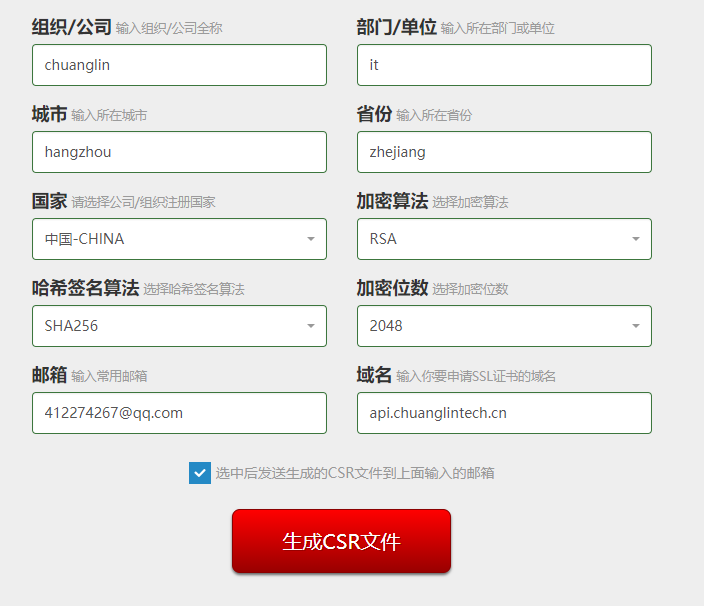 组织/公司 输入组织/公司全称
部门/单位 输入所在部门或单位
chuanglin
it
城市 输入所在城市
省份 输入所在省份
hangzhou
zhejiang
国家 请选择公司/组织注册国家
加密算法 选择加密算法
中国-CHINA
RSA
哈希签名算法 选择哈希签名算法
加密位数 选择加密位数
SHA256
2048
邮箱 输入常用邮箱
域名 输入你要申请SSL证书的域名
412274267@qq.com
api.chuanglintech.cn
选中后发送生成的CSR文件到上面输入的邮箱
生成CSR文件